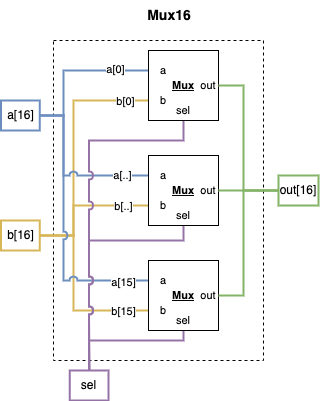 Mux16
a[0] a
Mux out
b[0] b
sel
a[16]
a[..] a
Mux out
b[..] b
sel
out[16]
b[16]
a[15] a
Mux out
b[15] b
sel
sel